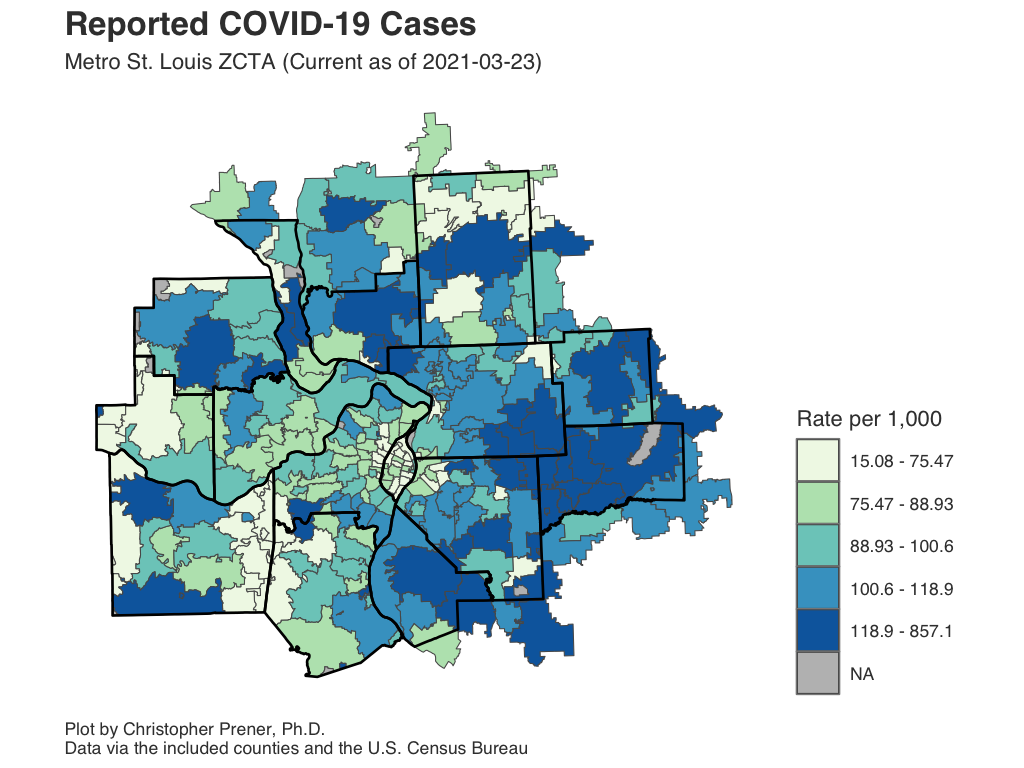 Reported COVID-19 Cases
Metro St. Louis ZCTA (Current as of 2021-03-23)
Rate per 1,000
15.08 - 75.47
75.47 - 88.93
88.93 - 100.6
100.6 - 118.9
118.9 - 857.1
NA
Plot by Christopher Prener, Ph.D.
Data via the included counties and the U.S. Census Bureau